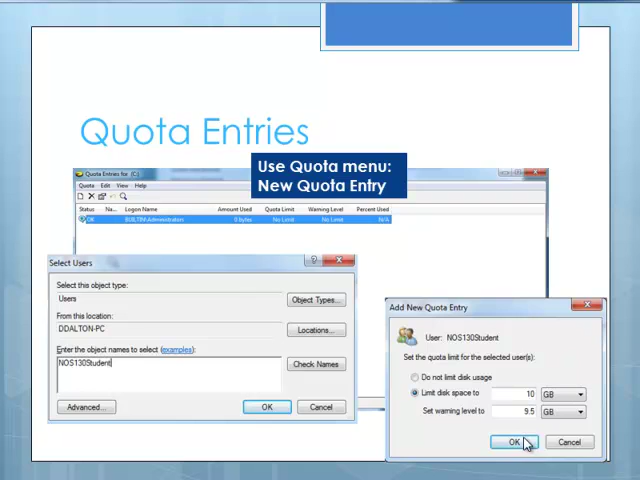 Quota Entries
Use Quota menu:
New Quota Entry
Quota Entries for (C:)
Quota Edit View Help
Status Na... Logon Name Amount Used Quota Limit Warning Level Percent Used
OK BUILTIN\Administrators 0 bytes No Limit No Limit N/A
Select Users
Select this object type:
Users
Object Types...
From this location:
DDALTON-PC
Locations...
Enter the object names to select (examples):
NOS130Student
Check Names
Advanced...
OK
Cancel
Add New Quota Entry
User: NOS130Student
Set the quota limit for the selected user(s):
Do not limit disk usage
Limit disk space to 10 GB
Set warning level to 9.5 GB
OK
Cancel